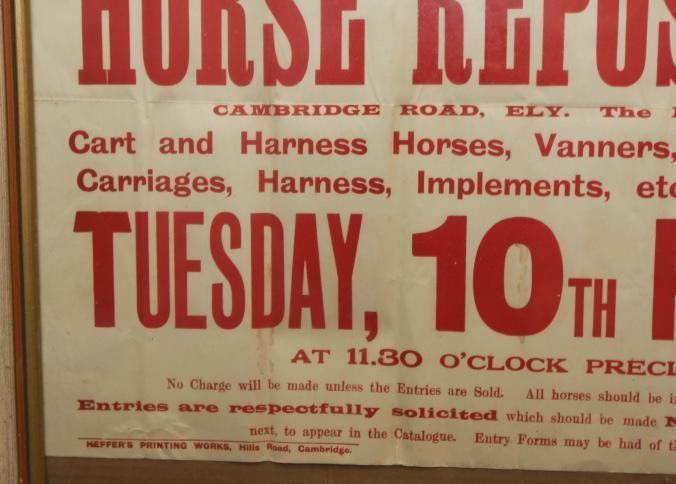 HORSE REPOS
CAMBRIDGE ROAD, ELY. The
Cart and Harness Horses, Vanners,
Carriages, Harness, Implements, etc
TUESDAY, 10TH
AT 11.30 O'CLOCK PRECI
No Charge will be made unless the Entries are Sold. All horses should be i
Entries are respectfully solicited which should be made N
next, to appear in the Catalogue. Entry Forms may be had of t
HEFFER'S PRINTING WORKS, Hills Road, Cambridge.